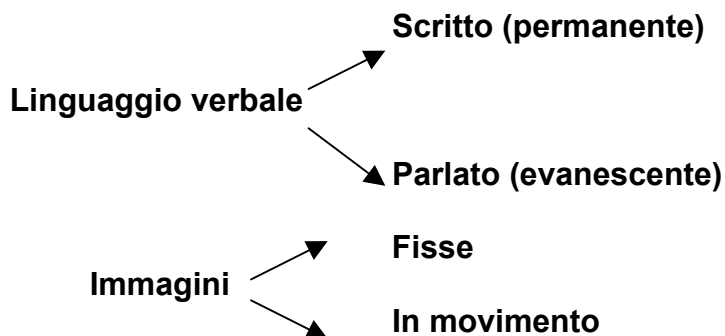 Scritto (permanente)
Linguaggio verbale
Parlato (evanescente)
Fisse
Immagini
In movimento